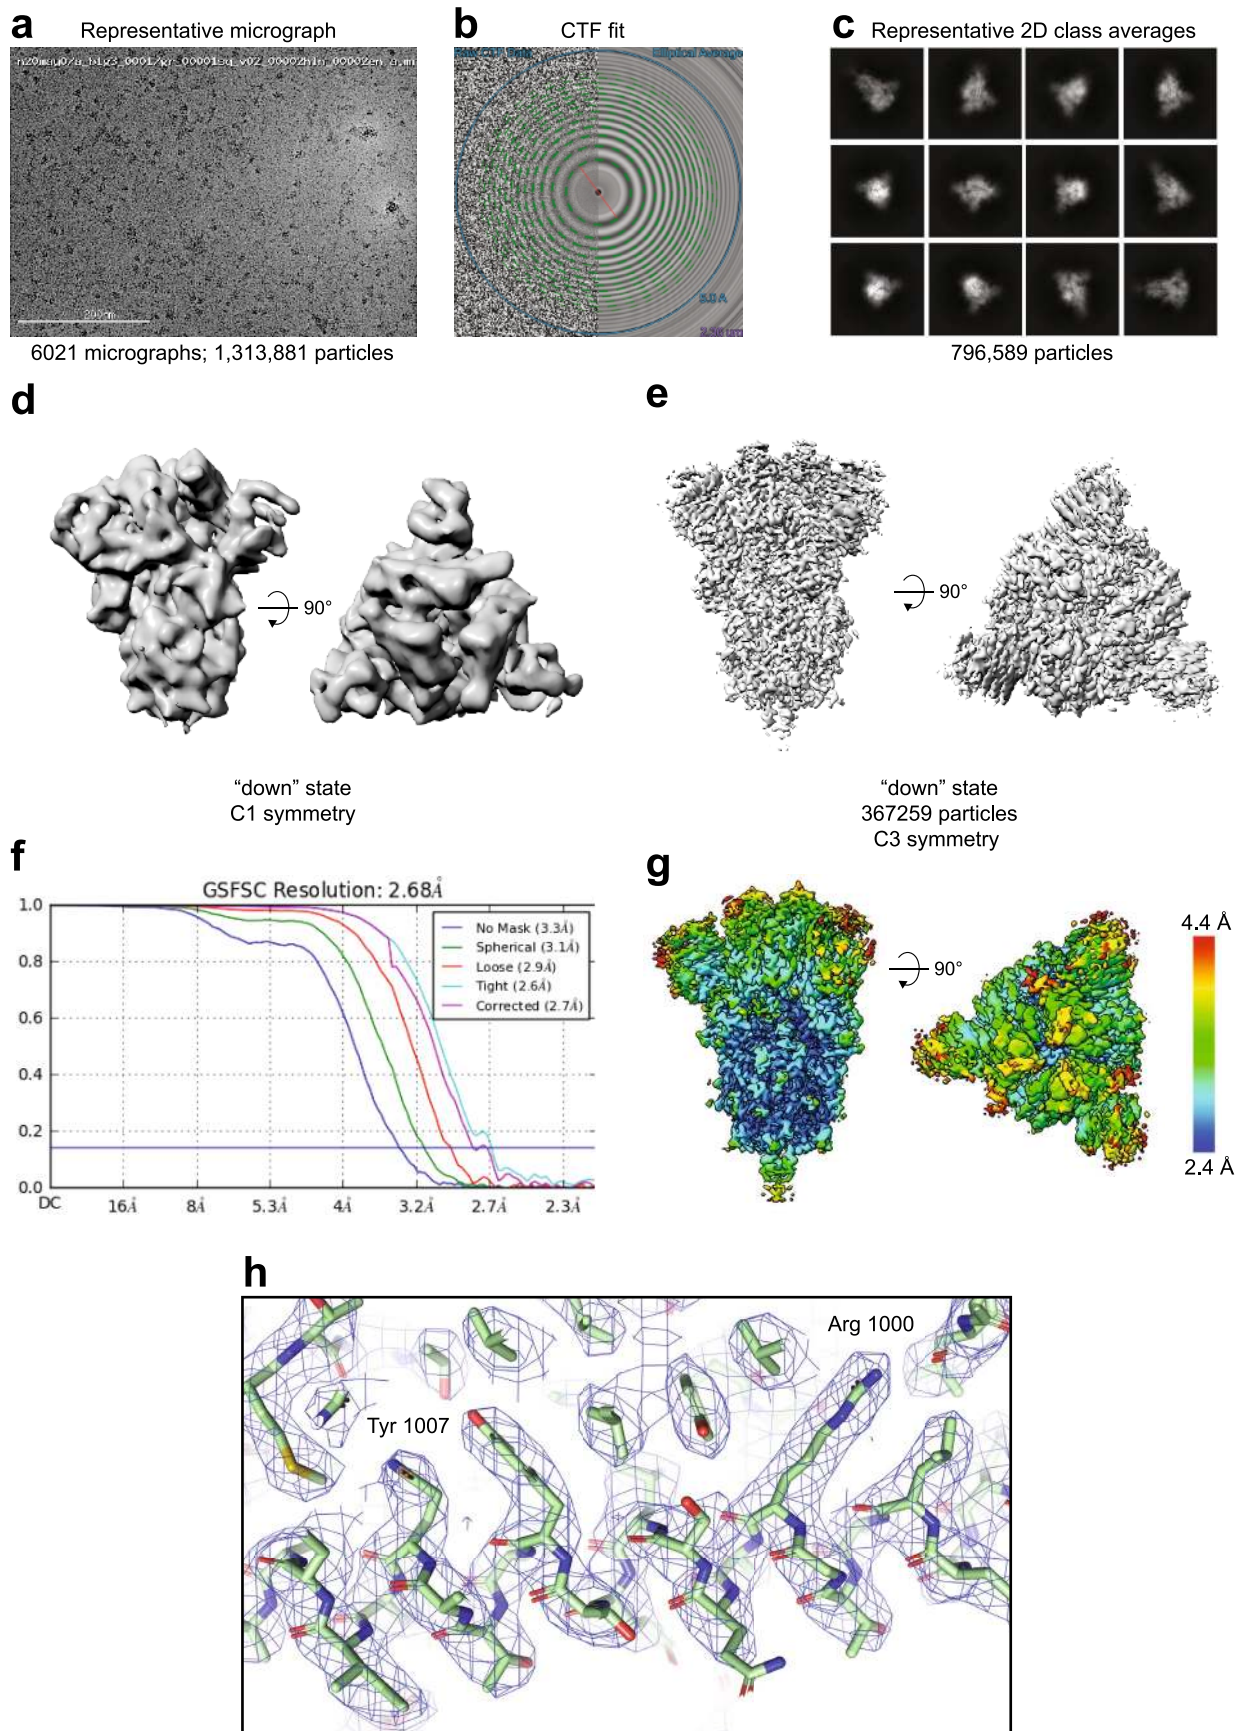 a
Representative micrograph
b
CTF fit
c
Representative 2D class averages
Elliptical Average
5.0 A
6021 micrographs; 1,313,881 particles
796,589 particles
d
90°
"down" state
C1 symmetry
e
90°
"down" state
367259 particles
C3 symmetry
f
GSFSC Resolution: 2.68Å
1.0
0.8
0.6
0.4
0.2
0.0
DC
16Å
8Å
5.3Å
4Å
3.2Å
2.7Å
2.3Å
No Mask (3.3Å)
Spherical (3.1Å)
Loose (2.9Å)
Tight (2.6Å)
Corrected (2.7Å)
g
90°
4.4 Å
2.4 Å
h
Arg 1000
Tyr 1007